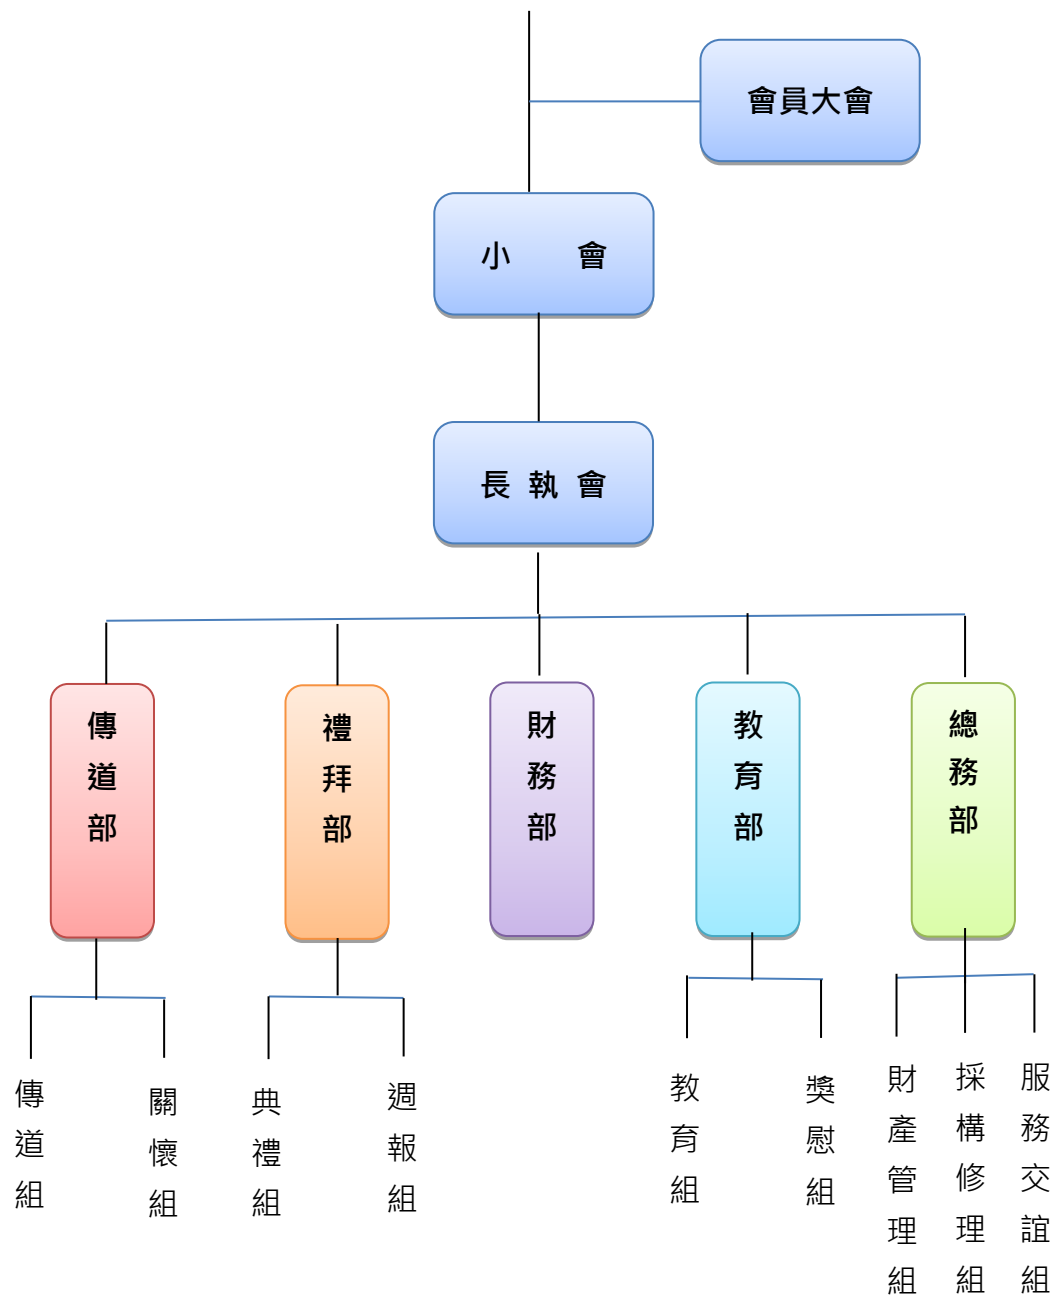 會員大會
小 會
長 執 會
傳道部
禮拜部
財務部
教育部
總務部
傳道組
關懷組
典禮組
週報組
教育組
獎慰組
財產管理組
採構修理組
服務交誼組